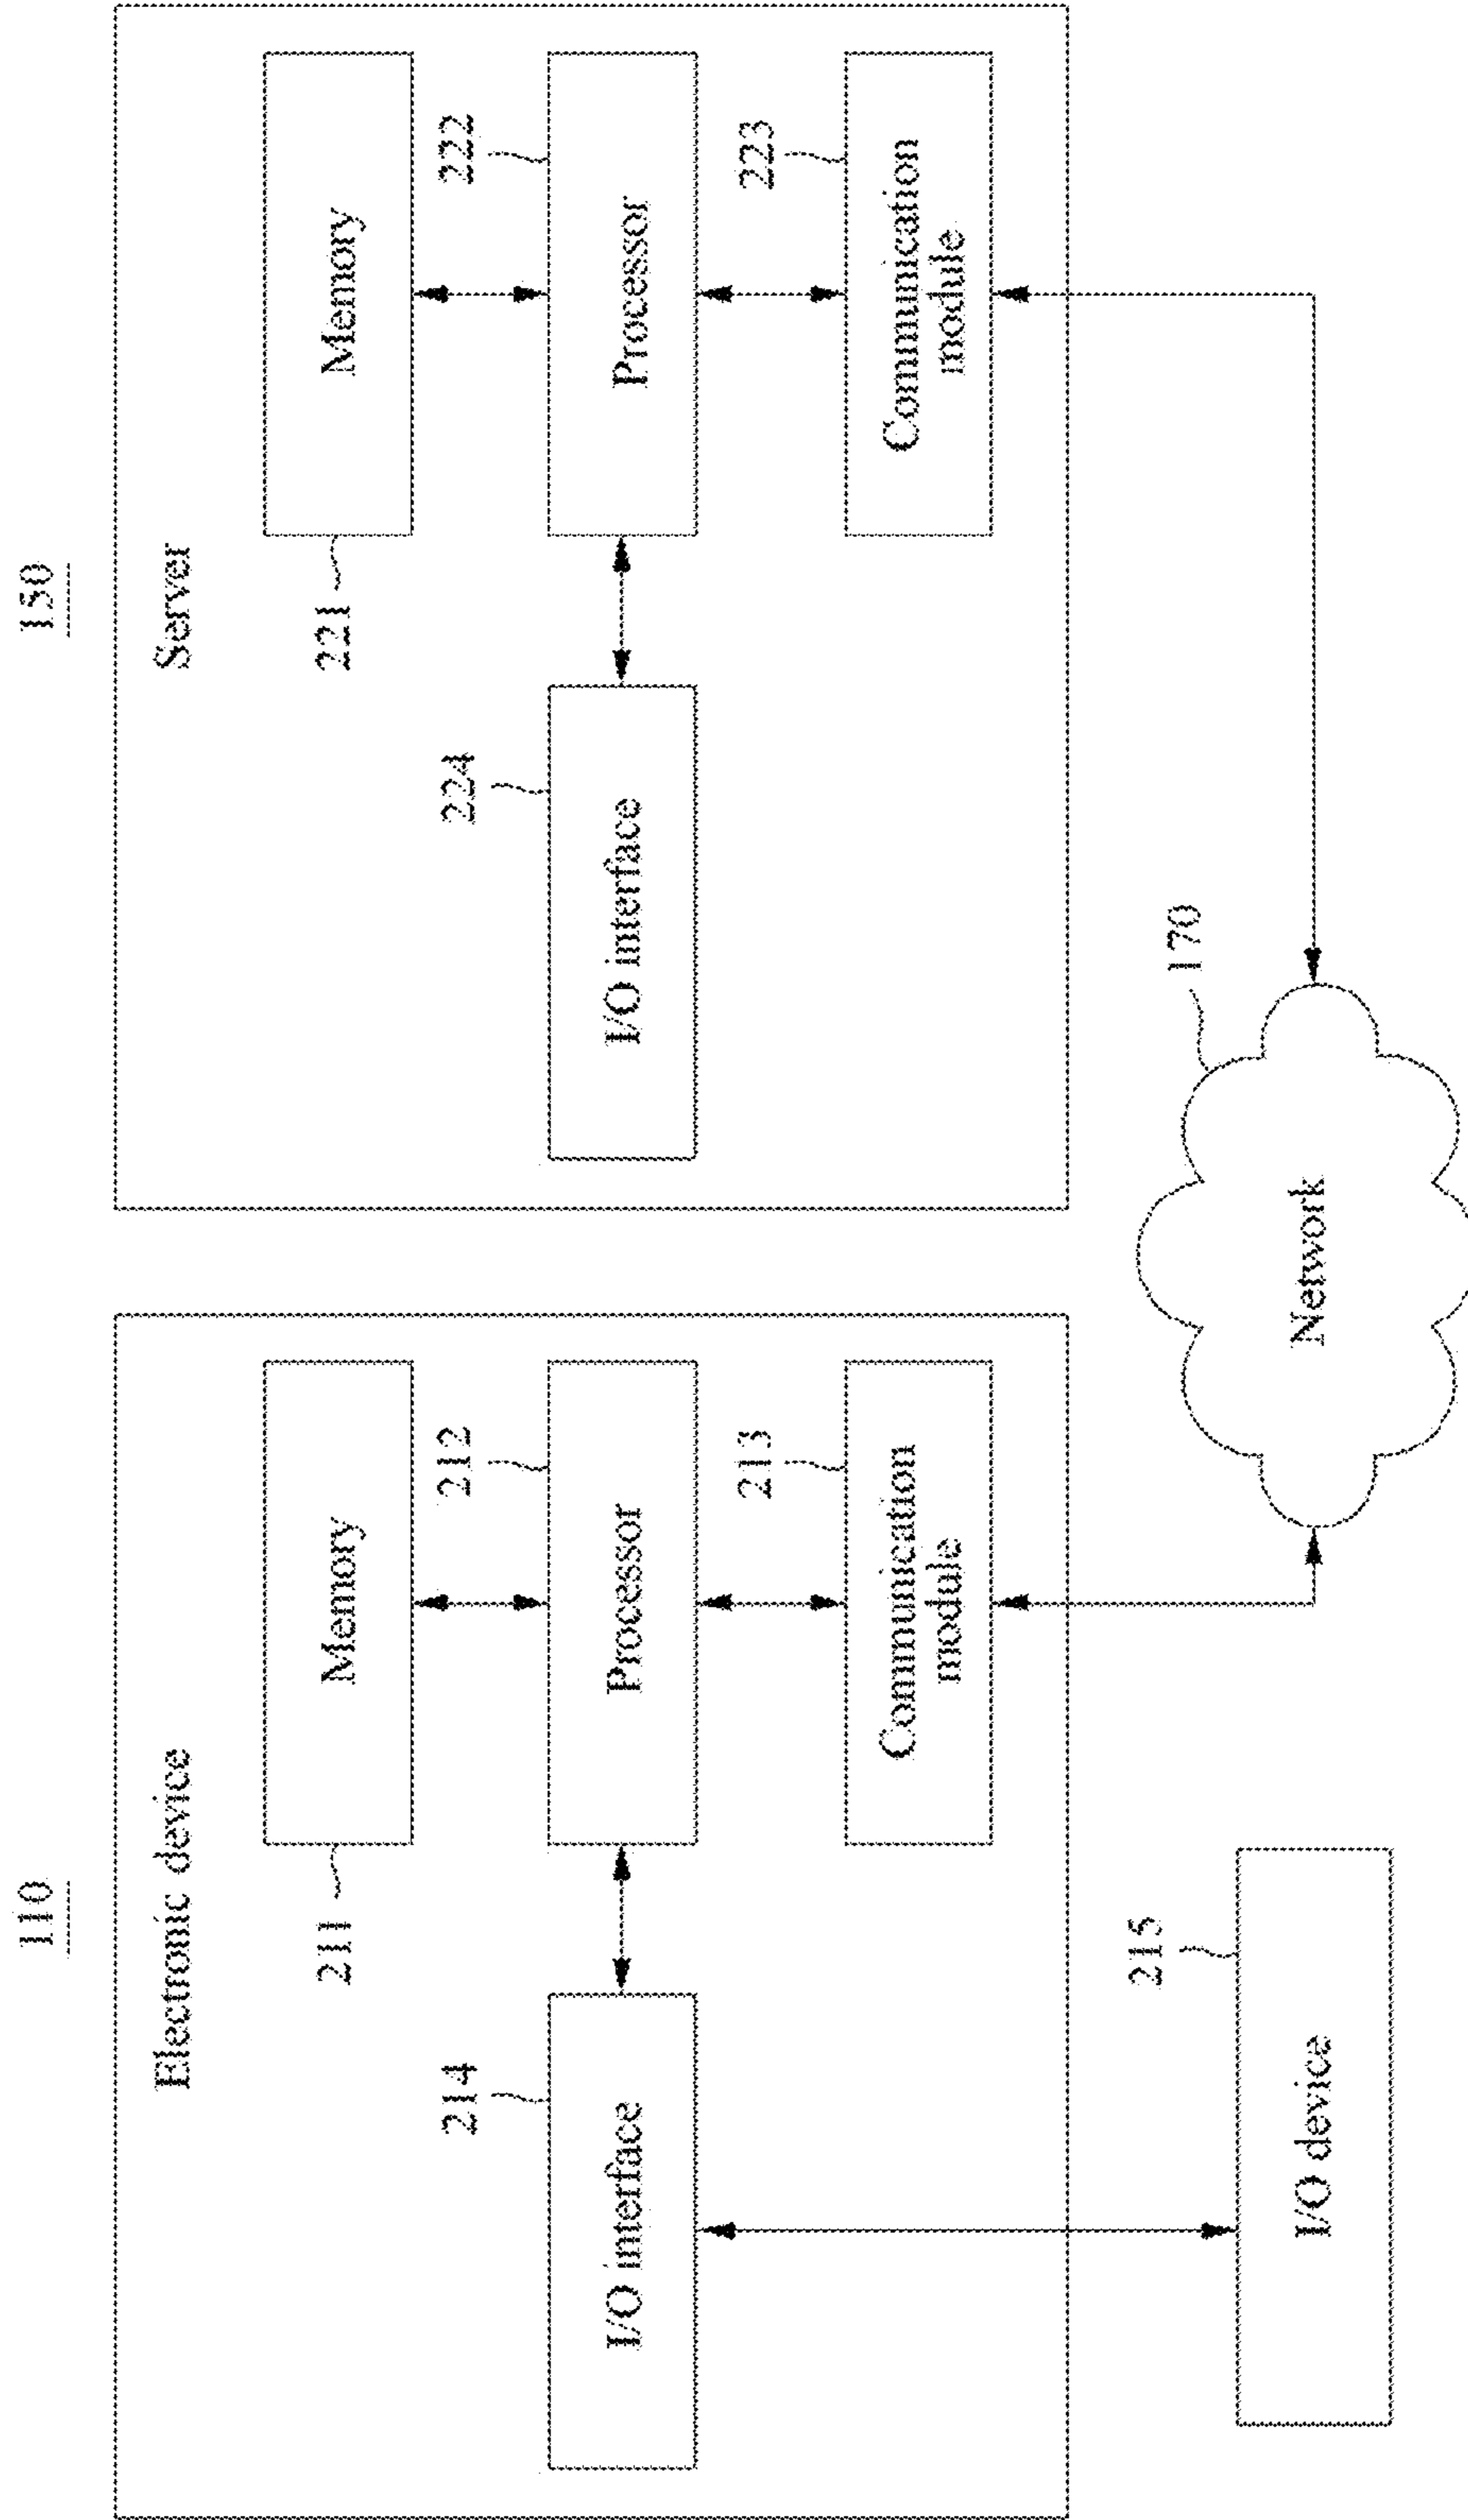 110
Electronic device
211
Memory
212
Processor
214
I/O interface
213
Communication
module
215
I/O device
150
Server
221
Memory
222
Processor
224
I/O interface
223
Communication
module
170
Network